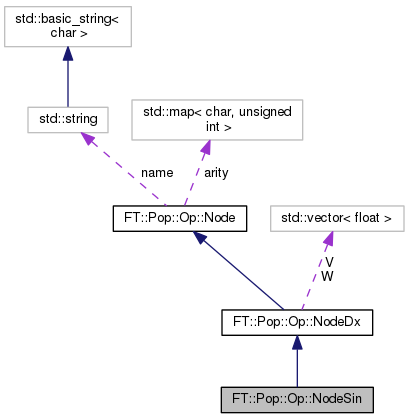 std::basic_string<
char >
std::string
std::map< char, unsigned
int >
name
arity
FT::Pop::Op::Node
std::vector< float >
V
W
FT::Pop::Op::NodeDx
FT::Pop::Op::NodeSin